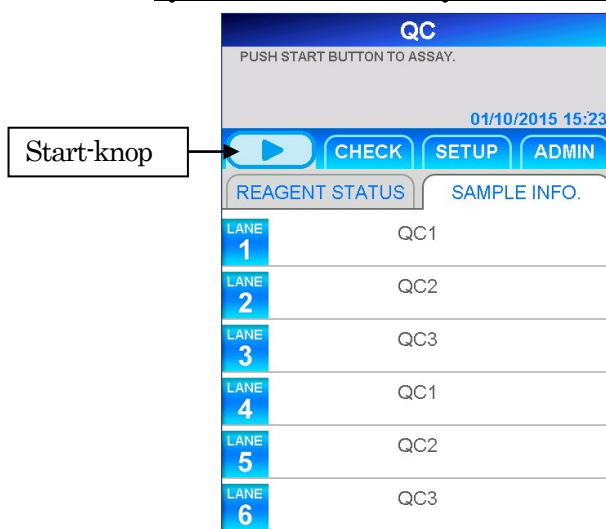 QC
PUSH START BUTTON TO ASSAY.
01/10/2015 15:23
Start-knop
CHECK SETUP ADMIN
REAGENT STATUS SAMPLE INFO.
LANE 1 QC1
LANE 2 QC2
LANE 3 QC3
LANE 4 QC1
LANE 5 QC2
LANE 6 QC3